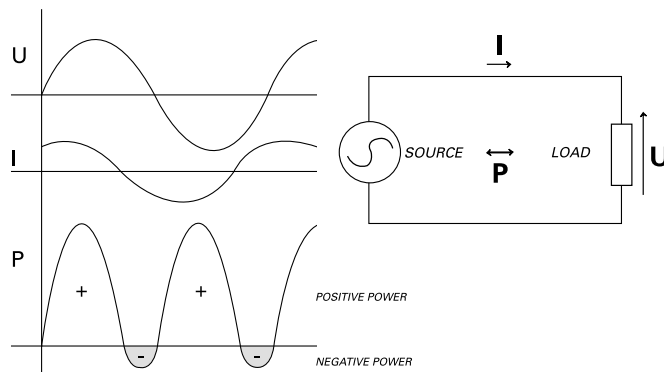 U
I
P
+
+
-
-
POSITIVE POWER
NEGATIVE POWER
I
SOURCE
LOAD
P
U